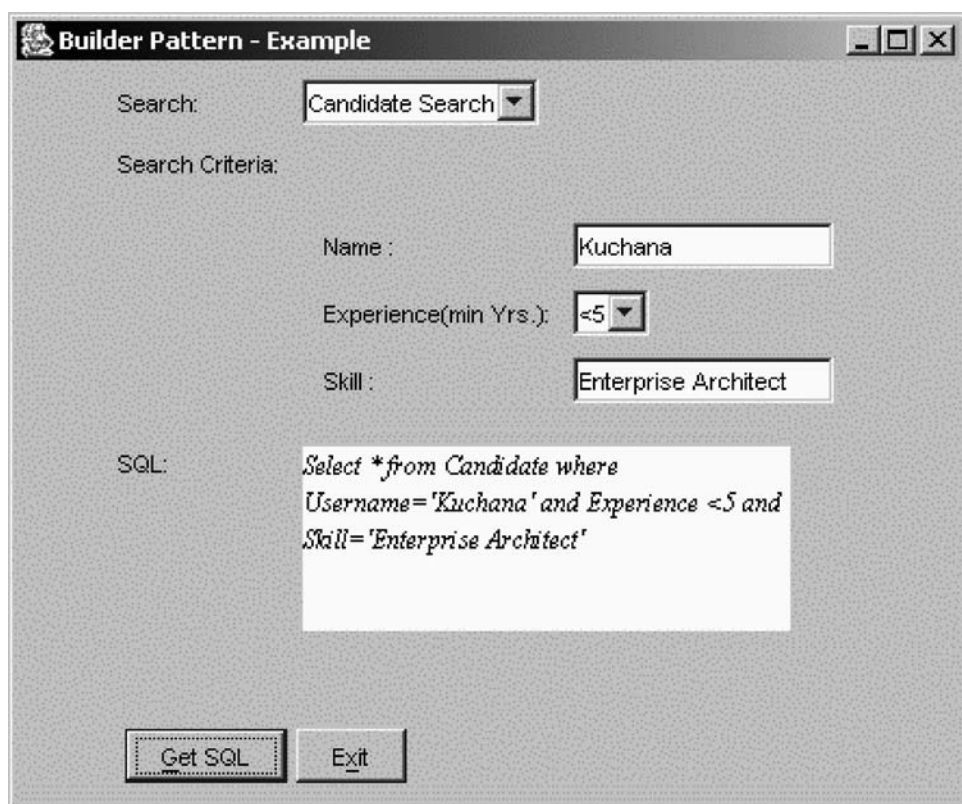 Builder Pattern - Example
Search: Candidate Search
Search Criteria:
Name : Kuchana
Experience(min Yrs.): <5
Skill : Enterprise Architect
SQL: Select * from Candidate where
Username='Kuchana' and Experience <5 and
Skill='Enterprise Architect'
Get SQL Exit